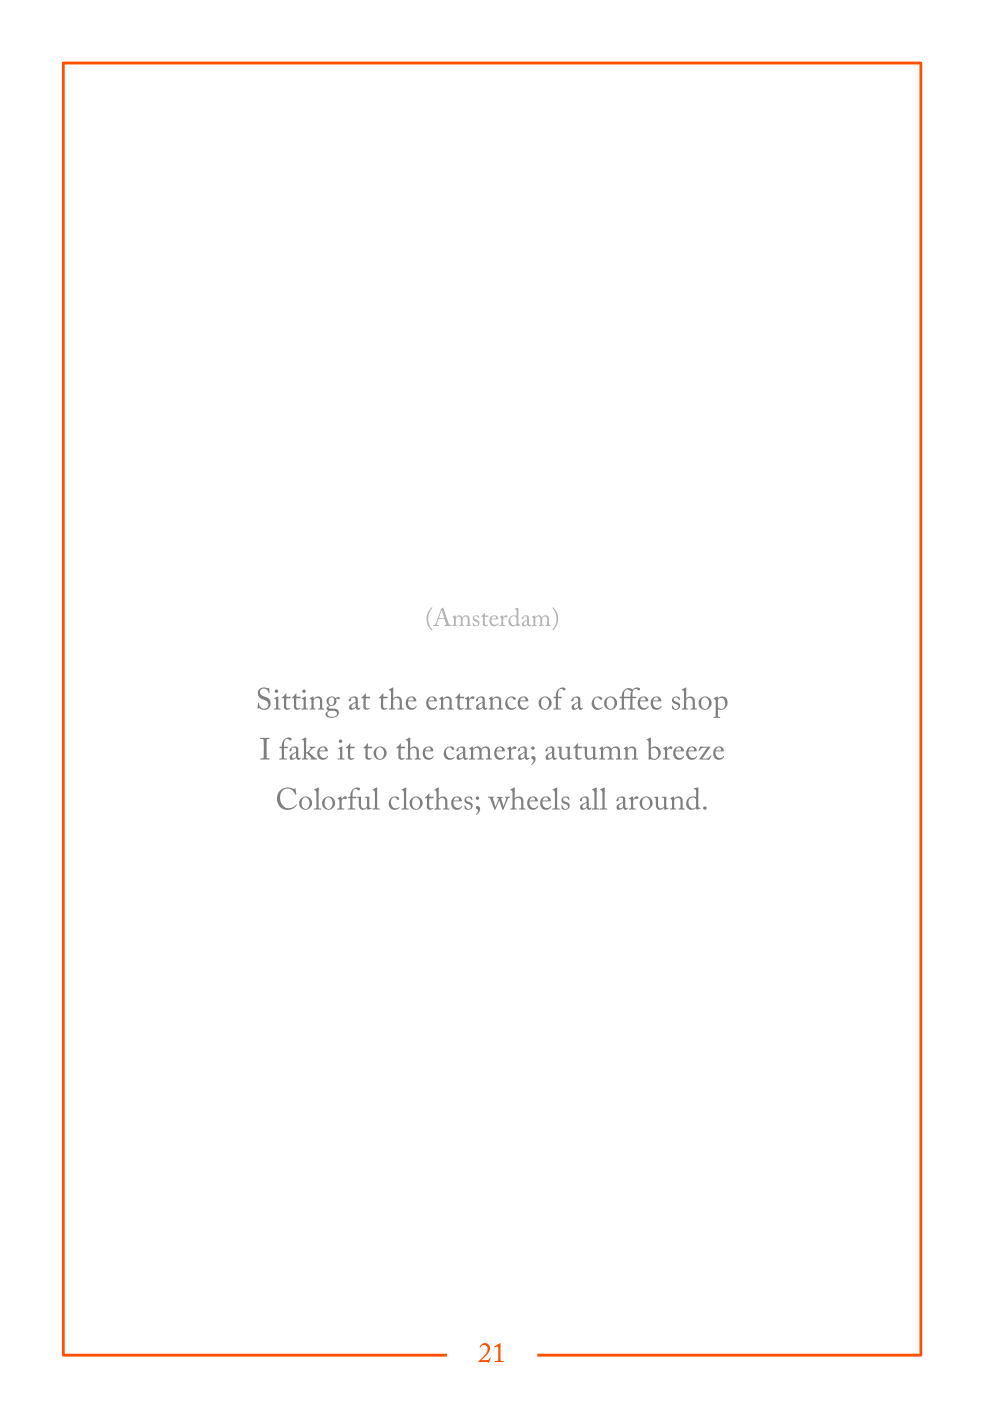 (Amsterdam)
Sitting at the entrance of a coffee shop
I fake it to the camera; autumn breeze
Colorful clothes; wheels all around.
21